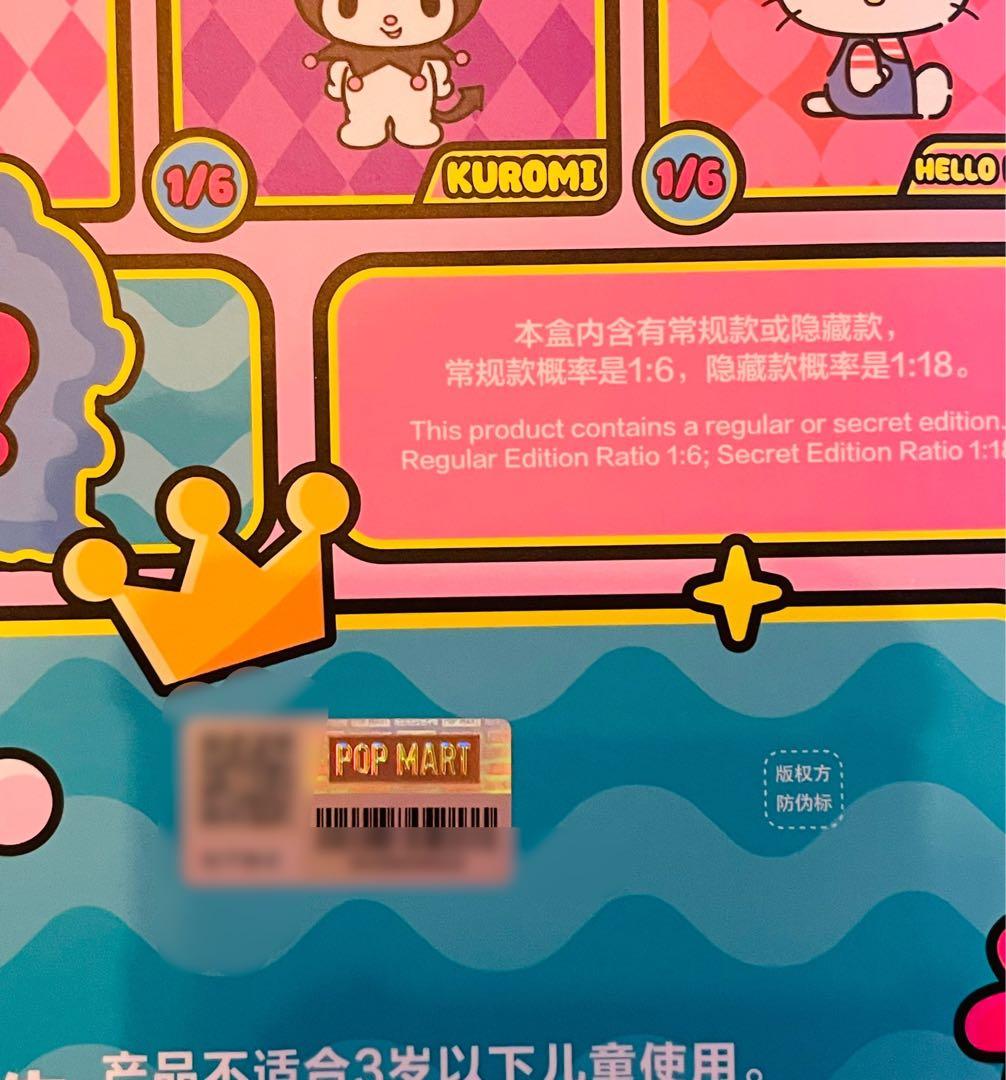 1/6
KUROMI
1/6
HELLO
本盒内含有常规款或隐藏款，
常规款概率是1:6，隐藏款概率是1:18。
This product contains a regular or secret edition.
Regular Edition Ratio 1:6; Secret Edition Ratio 1:18
POP MART
版权方
防伪标
产品不适合3岁以下儿童使用。